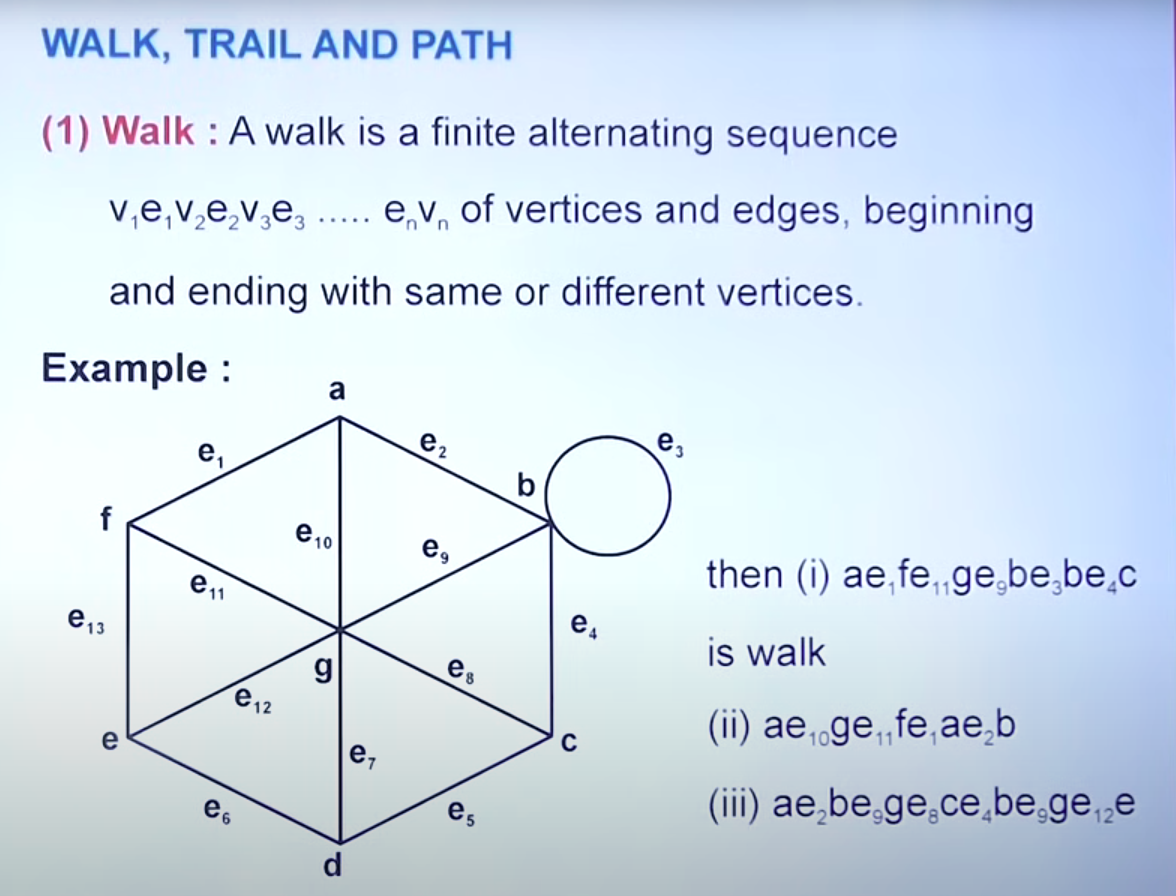 WALK, TRAIL AND PATH
(1) Walk : A walk is a finite alternating sequence
v₁e₁v₂e₂v₃e₃ ..... eₙvₙ of vertices and edges, beginning
and ending with same or different vertices.
Example :
a
e₁
e₂
e₃
b
f
e₁₀
e₉
e₁₁
e₁₃
e₄
g
e₈
e₁₂
e
c
e₇
e₆
e₅
d
then (i) ae₁fe₁₁ge₉be₃be₄c
is walk
(ii) ae₁₀ge₁₁fe₁ae₂b
(iii) ae₂be₉ge₈ce₄be₉ge₁₂e